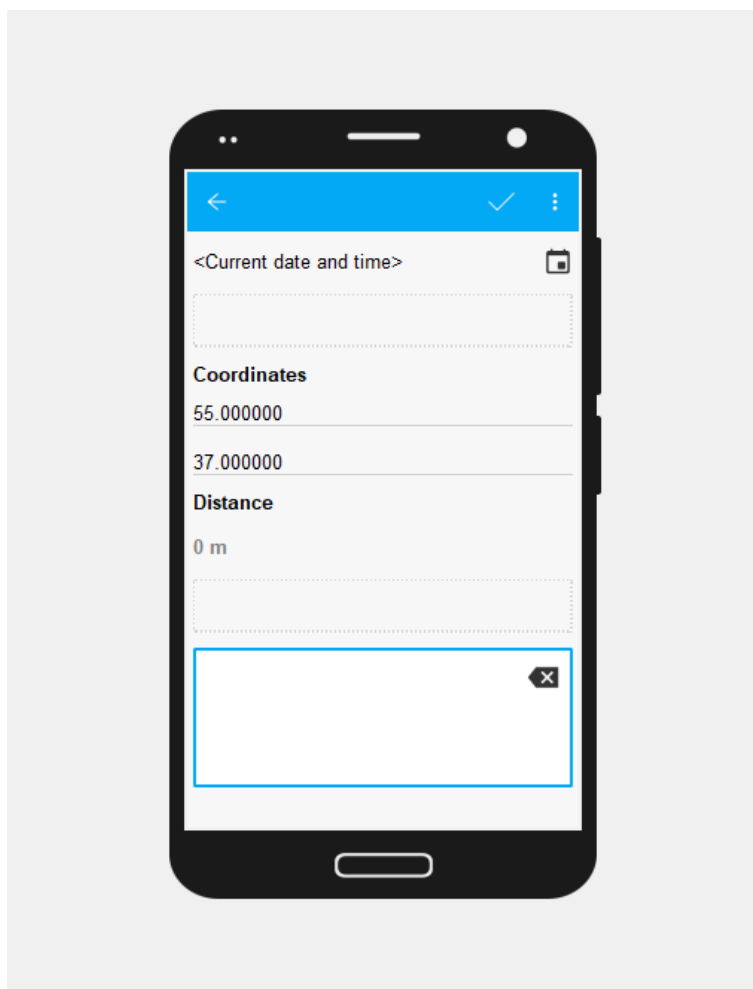 <Current date and time>
Coordinates
55.000000
37.000000
Distance
0 m